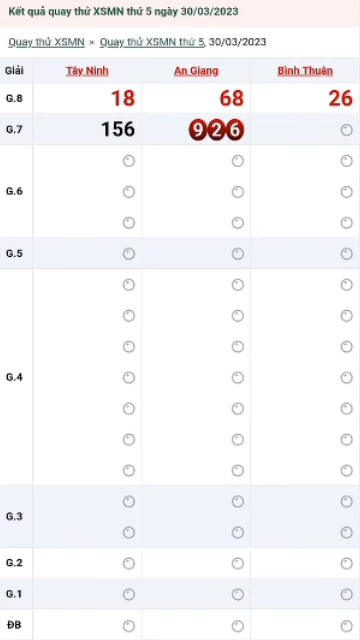 Kết quả quay thử XSMN thứ 5 ngày 30/03/2023
Quay thử XSMN » Quay thử XSMN thứ 5, 30/03/2023
Giải Tây Ninh An Giang Bình Thuận
G.8 18 68 26
G.7 156 926
G.6
G.5
G.4
G.3
G.2
G.1
ĐB